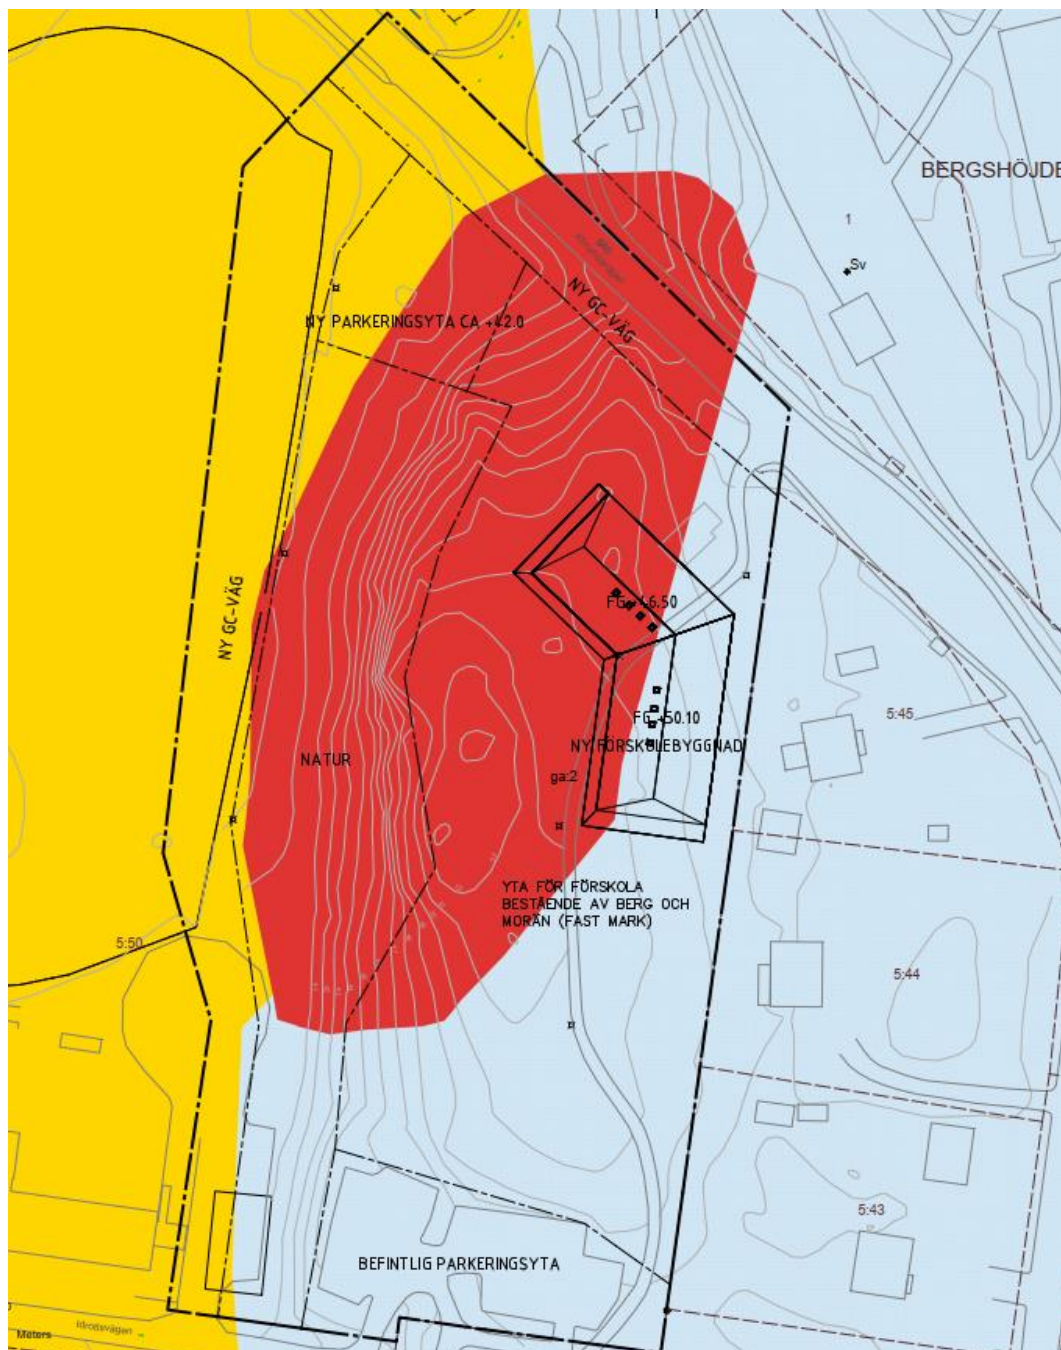 BERGSHÖJDE
1
Sv
NY GC-VÄG
NY PARKERINGSYTA CA +42.0
NY GC-VÄG
FG +46.50
FG +50.10
NY FÖRSKOLEBYGGNAD
5:45
NATUR
ga:2
YTA FÖR FÖRSKOLA
BESTÅENDE AV BERG OCH
MORÄN (FAST MARK)
5:50
5:44
5:43
BEFINTLIG PARKERINGSYTA
Idrottsvägen
Meters